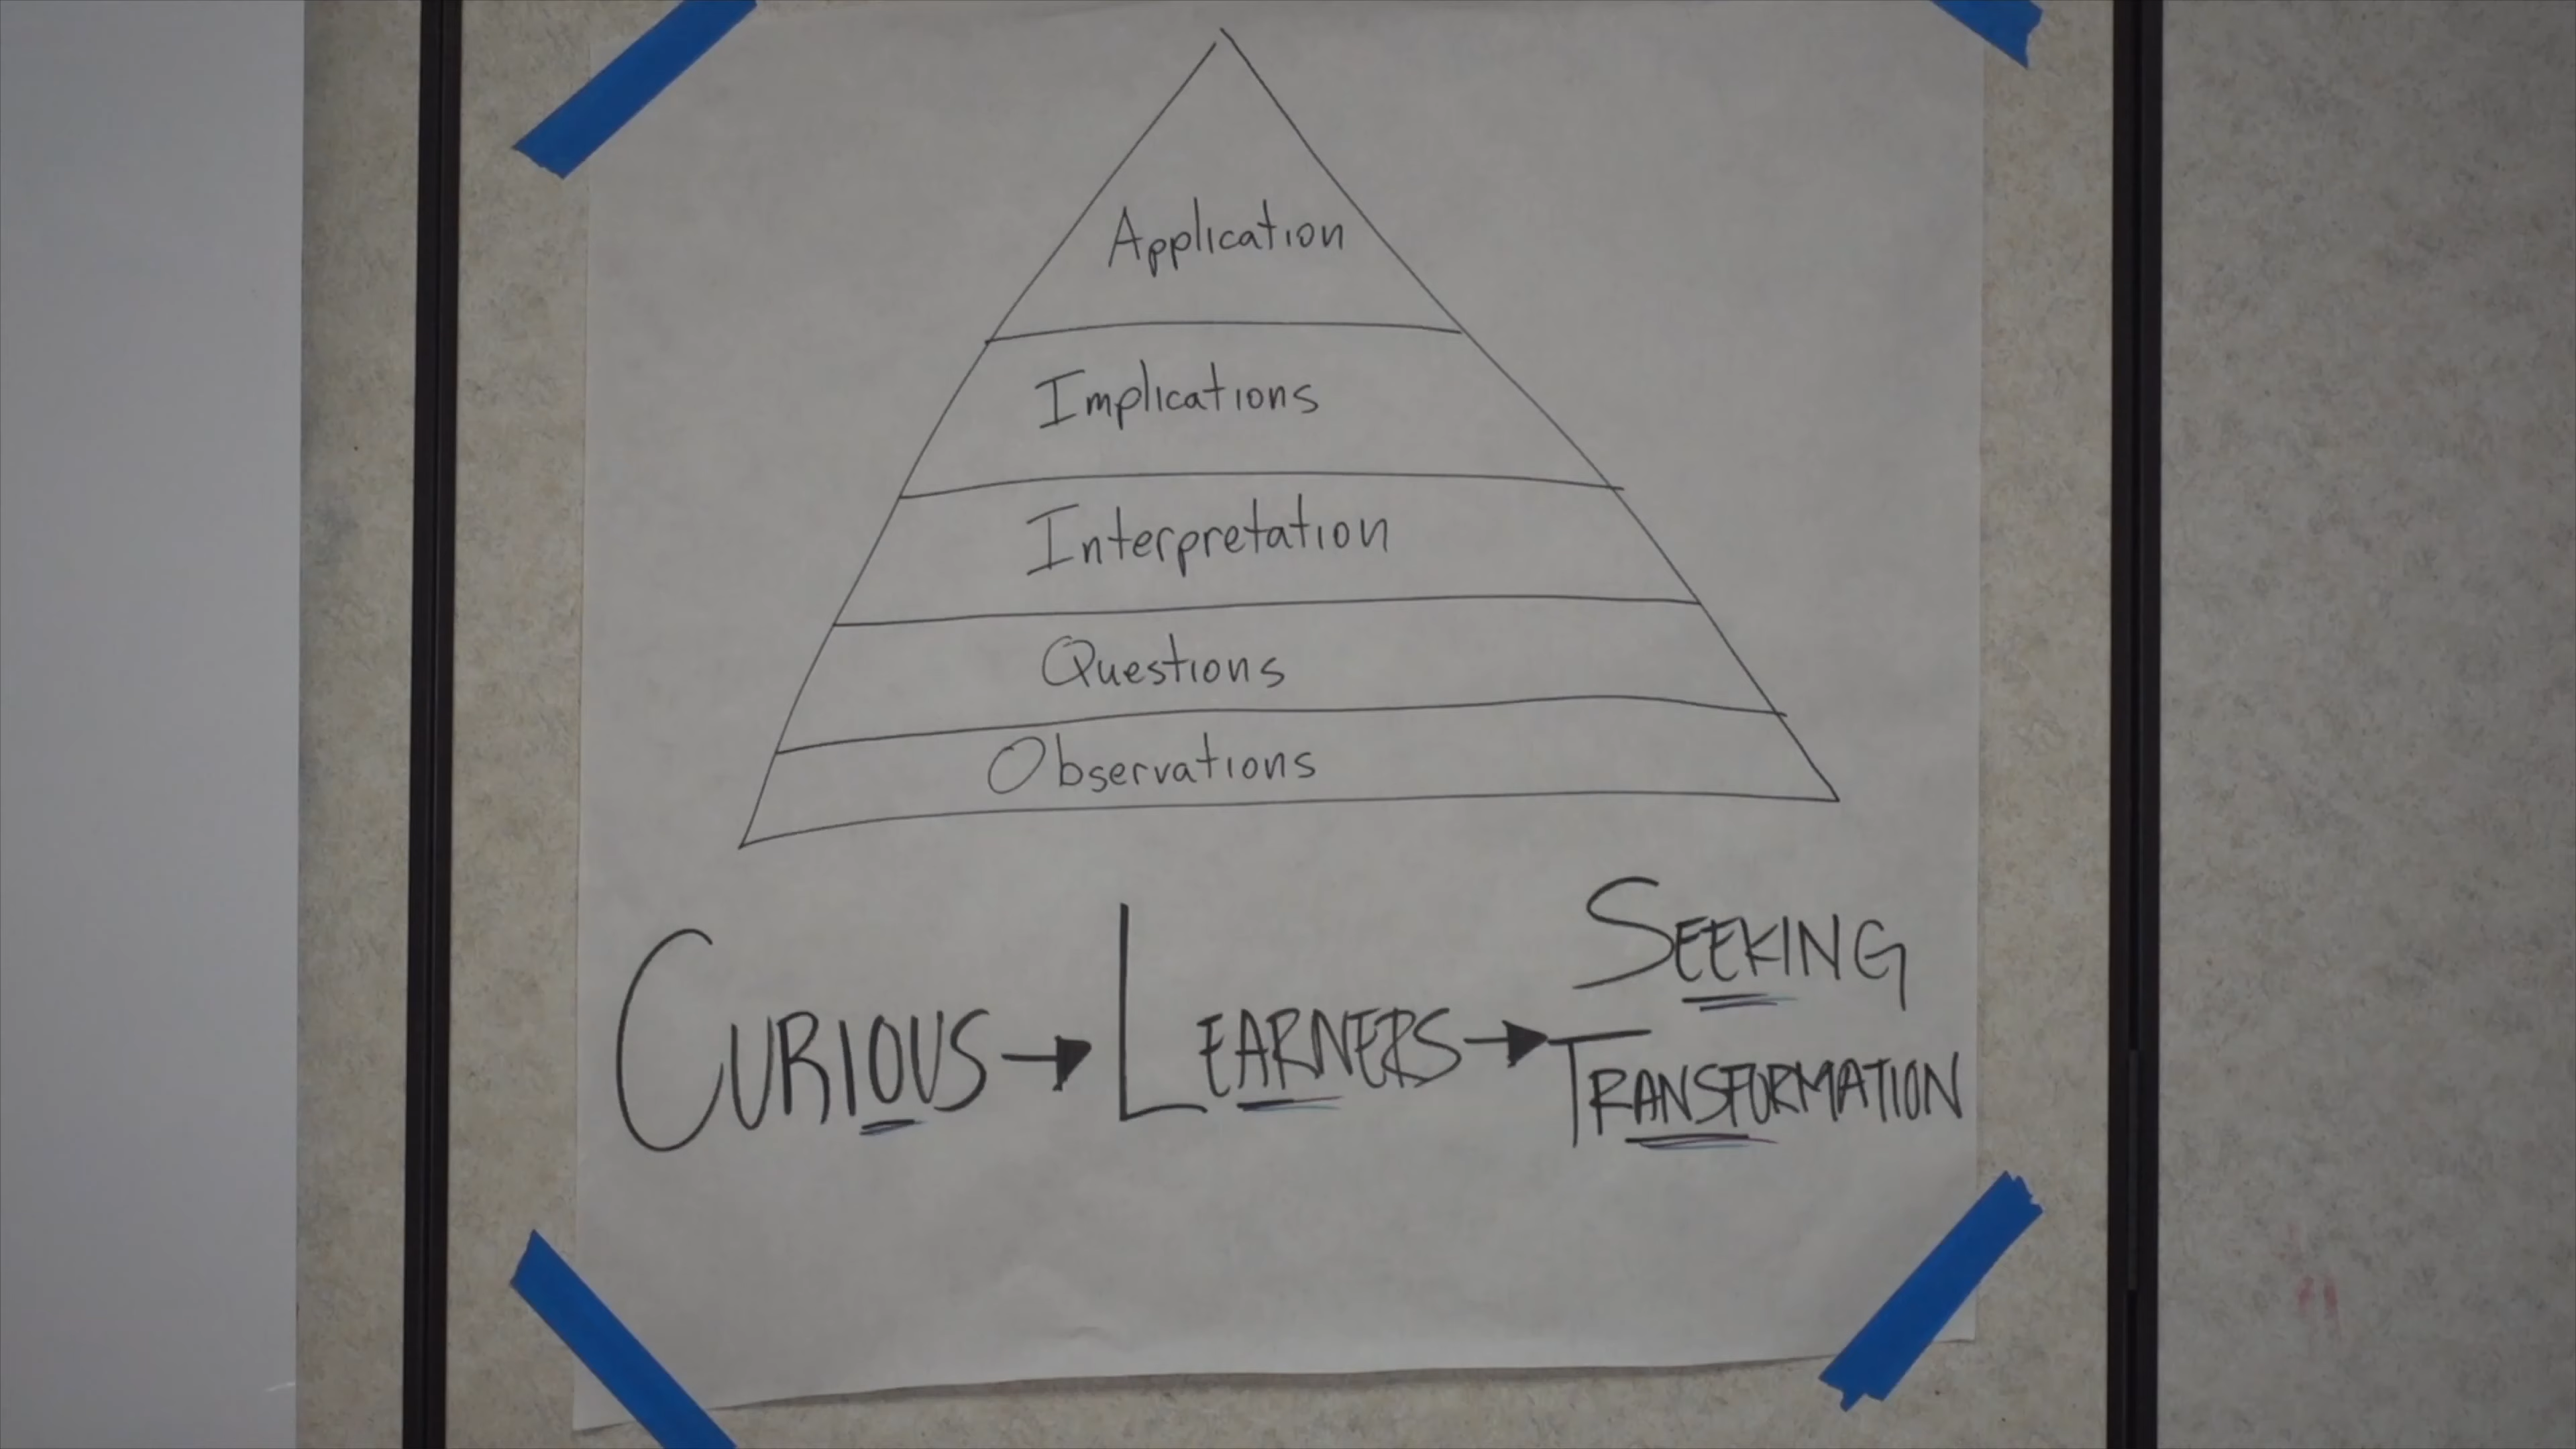 Application
Implications
Interpretation
Questions
Observations
CURIOUS → LEARNERS → SEEKING TRANSFORMATION